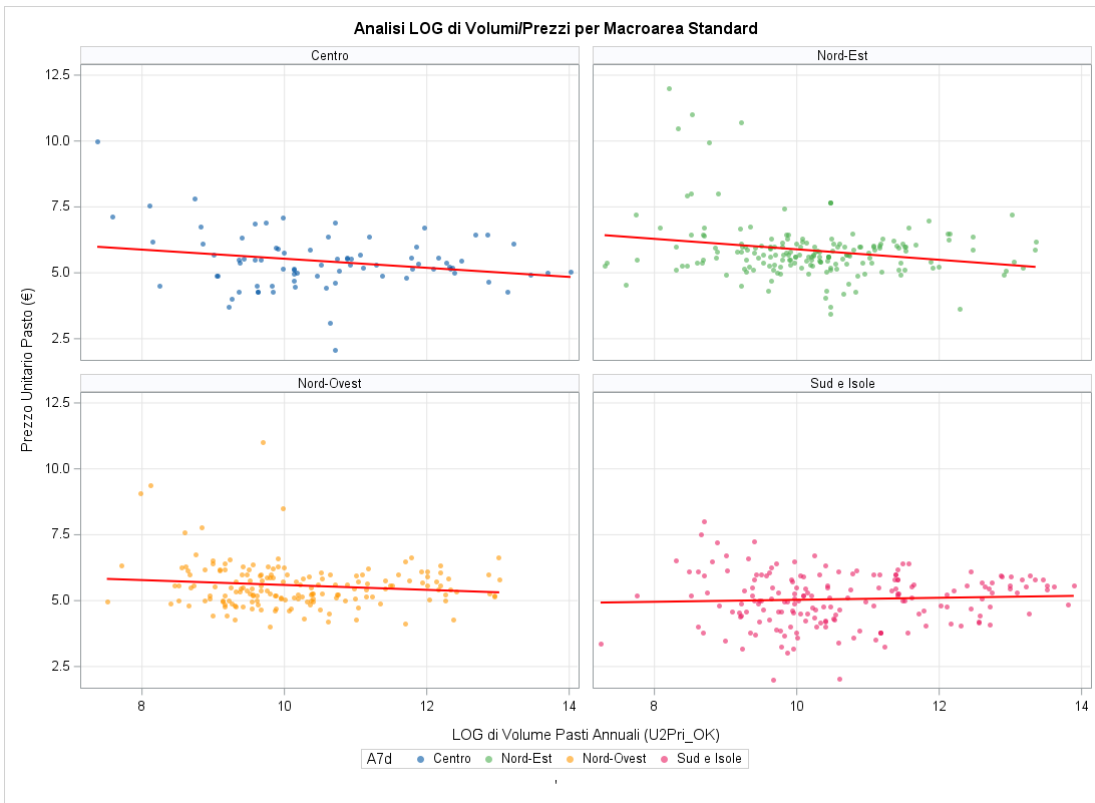 Analisi LOG di Volumi/Prezzi per Macroarea Standard
Centro
Nord-Est
12.5
10.0
7.5
5.0
2.5
Nord-Ovest
Sud e Isole
12.5
10.0
7.5
5.0
2.5
Prezzo Unitario Pasto (€)
8 10 12 14 8 10 12 14
LOG di Volume Pasti Annuali (U2Pri_OK)
A7d Centro Nord-Est Nord-Ovest Sud e Isole
,